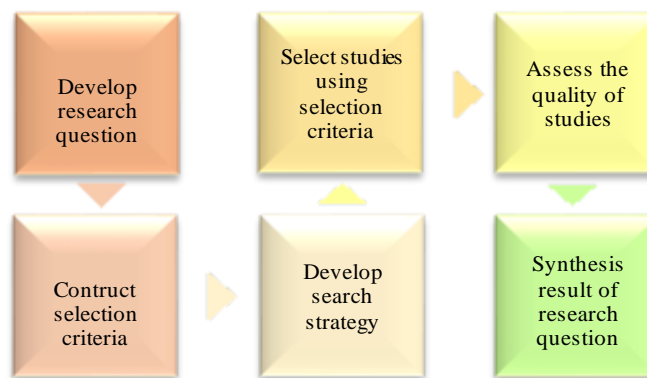 Develop
research
question
Contruct
selection
criteria
Develop
search
strategy
Select studies
using
selection
criteria
Assess the
quality of
studies
Synthesis
result of
research
question